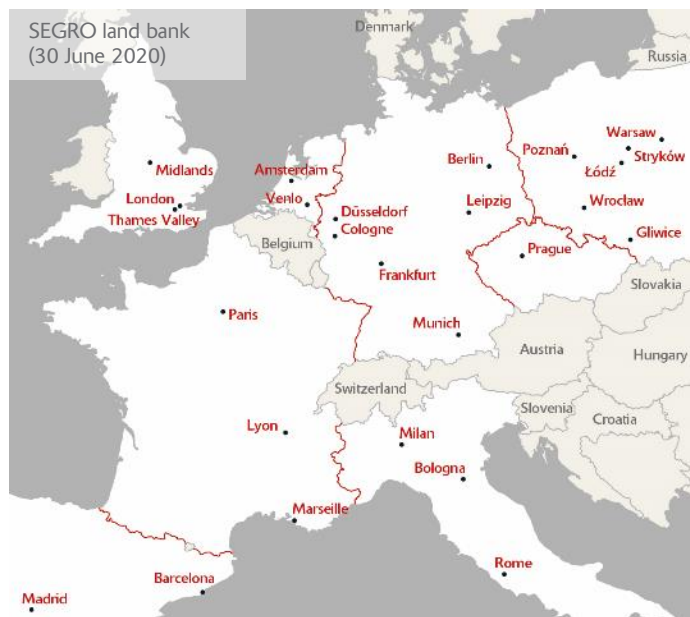 SEGRO land bank
(30 June 2020)
Denmark
Russia
Midlands
London
Thames Valley
Amsterdam
Venlo
Belgium
Düsseldorf
Cologne
Berlin
Leipzig
Frankfurt
Munich
Poznań
Warsaw
Stryków
Łódź
Wrocław
Gliwice
Prague
Slovakia
Austria
Hungary
Switzerland
Slovenia
Croatia
Paris
Lyon
Marseille
Milan
Bologna
Rome
Barcelona
Madrid